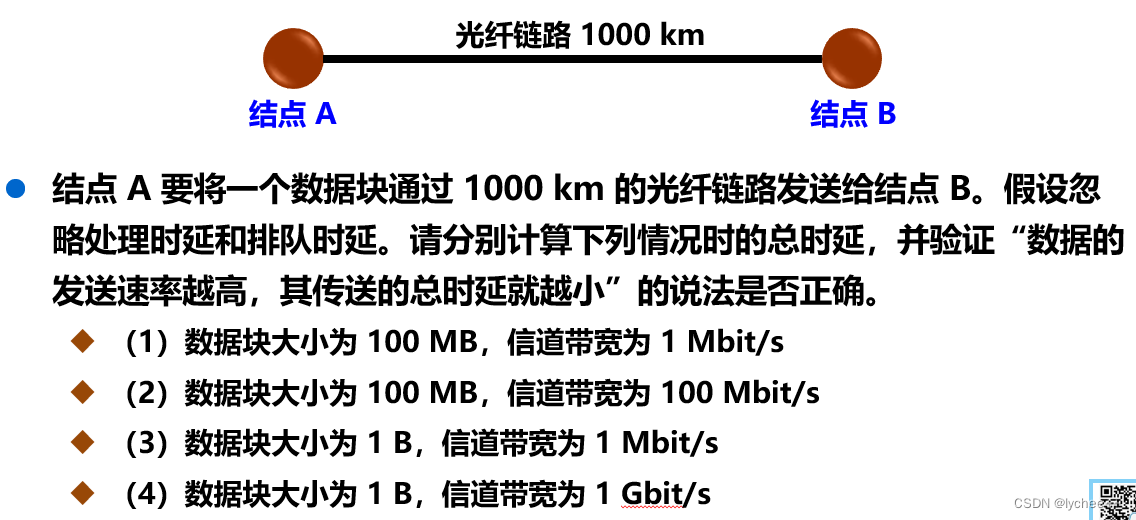 光纤链路 1000 km
结点 A
结点 B
结点 A 要将一个数据块通过 1000 km 的光纤链路发送给结点 B。假设忽
略处理时延和排队时延。请分别计算下列情况时的总时延，并验证“数据的
发送速率越高，其传送的总时延就越小”的说法是否正确。
（1）数据块大小为 100 MB，信道带宽为 1 Mbit/s
（2）数据块大小为 100 MB，信道带宽为 100 Mbit/s
（3）数据块大小为 1 B，信道带宽为 1 Mbit/s
（4）数据块大小为 1 B，信道带宽为 1 Gbit/s
CSDN